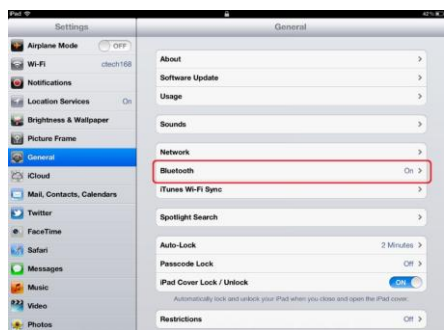 iPad
42%
Settings
General
Airplane Mode OFF
Wi-Fi ctech168
Notifications
Location Services On
Brightness & Wallpaper
Picture Frame
General
iCloud
Mail, Contacts, Calendars
Twitter
FaceTime
Safari
Messages
Music
Video
Photos
About
Software Update
Usage
Sounds
Network
Bluetooth On
iTunes Wi-Fi Sync
Spotlight Search
Auto-Lock 2 Minutes
Passcode Lock Off
iPad Cover Lock / Unlock ON
Automatically lock and unlock your iPad when you close and open the iPad cover.
Restrictions Off